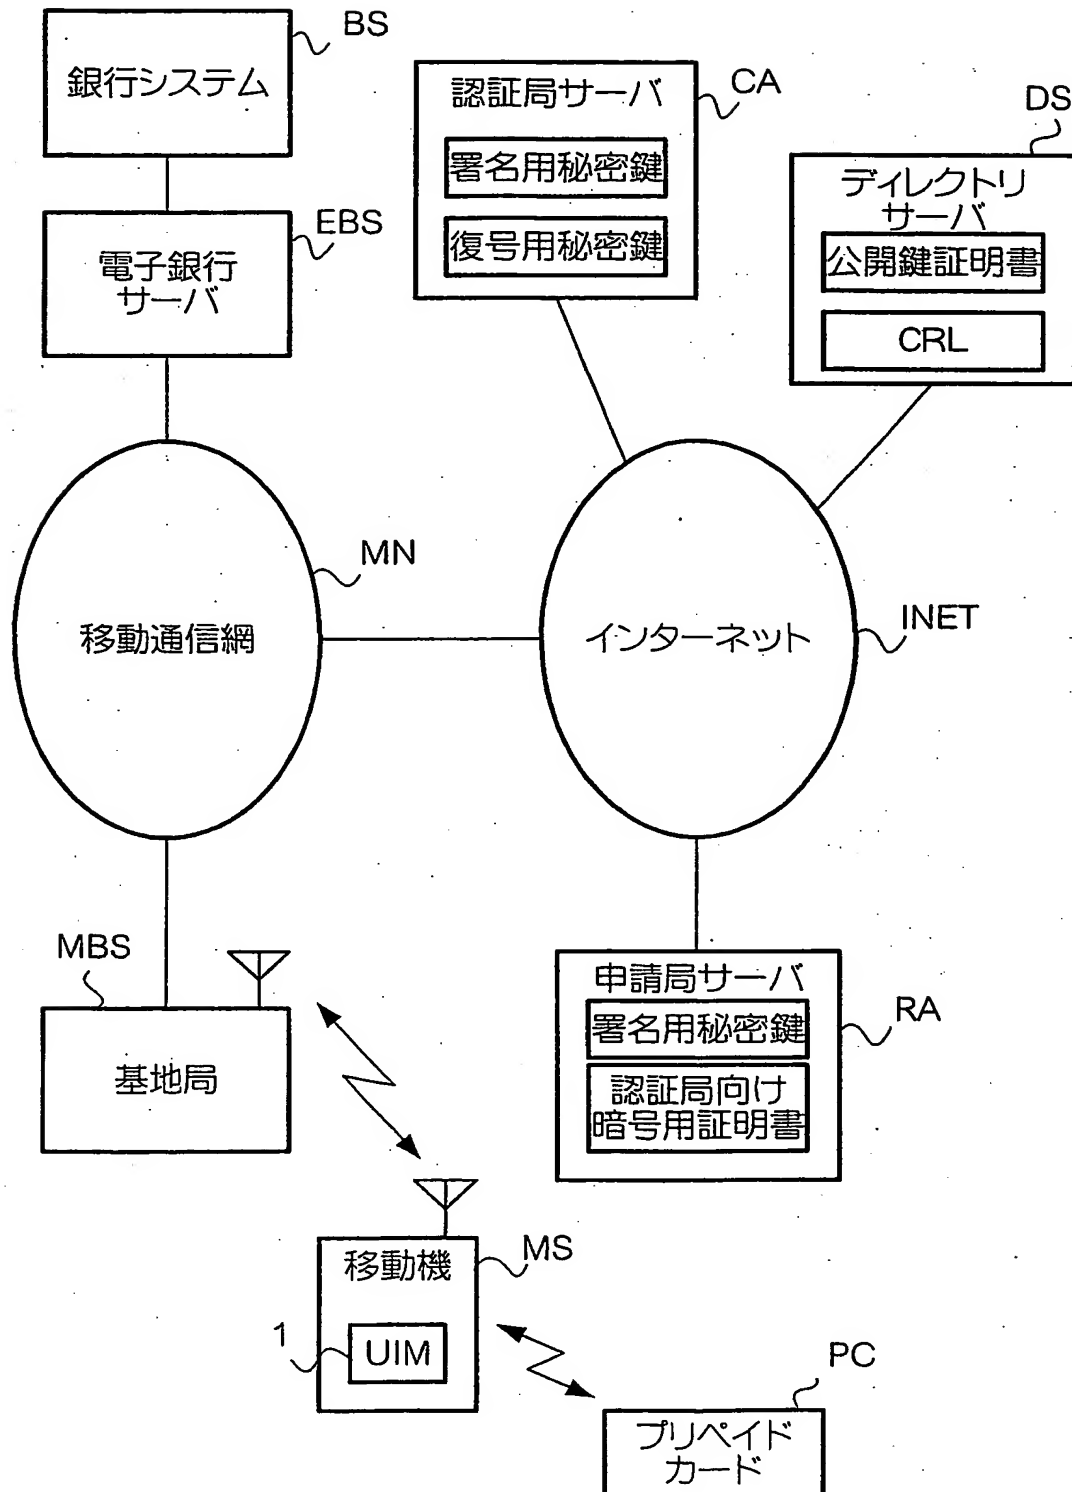 BS
銀行システム
CA
認証局サーバ
署名用秘密鍵
復号用秘密鍵
DS
ディレクトリ
サーバ
公開鍵証明書
CRL
EBS
電子銀行
サーバ
MN
移動通信網
INET
インターネット
MBS
基地局
申請局サーバ
署名用秘密鍵
認証局向け
暗号用証明書
RA
移動機
MS
1
UIM
PC
プリペイド
カード